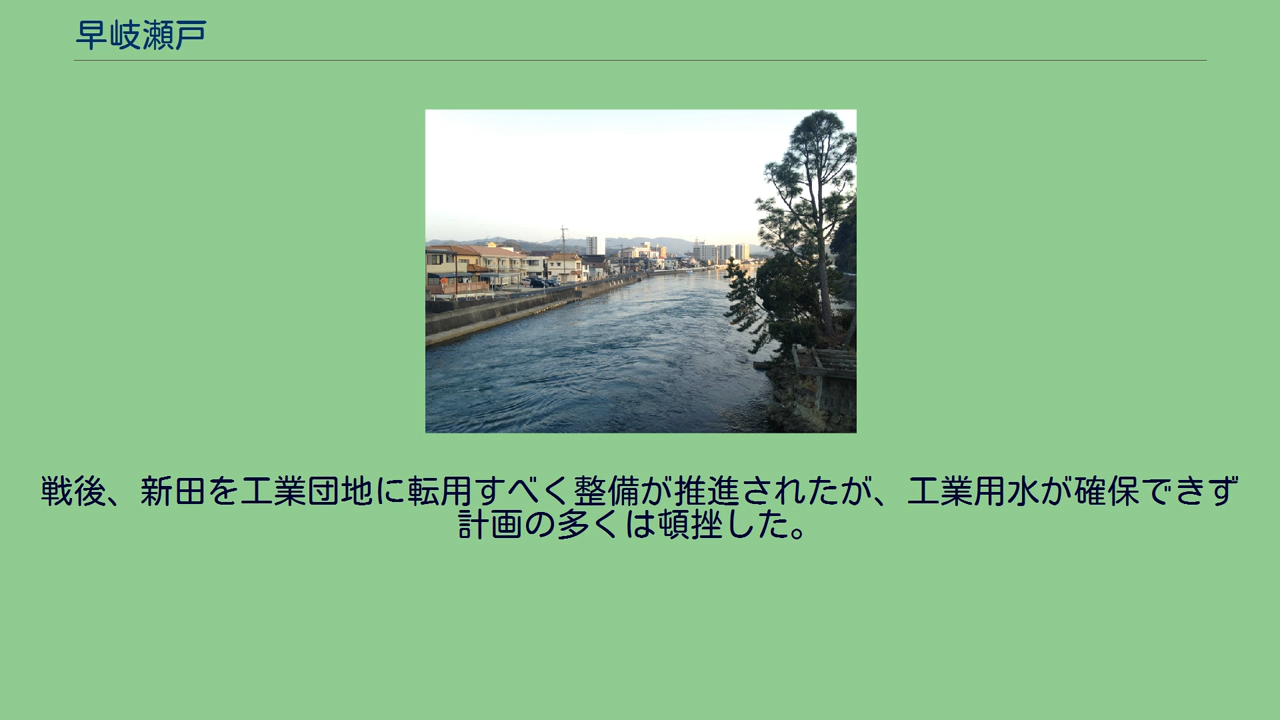 早岐瀬戸
戦後、新田を工業団地に転用すべく整備が推進されたが、工業用水が確保できず
計画の多くは頓挫した。